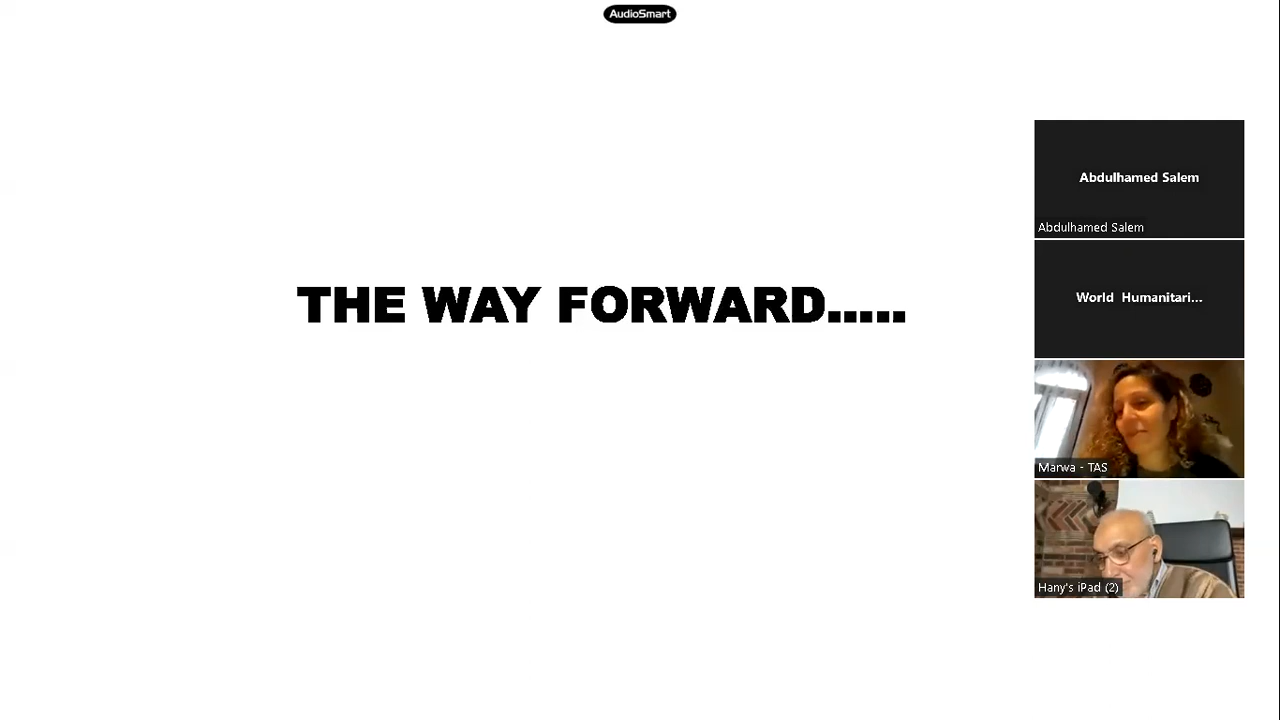 AudioSmart
THE WAY FORWARD.....
Abdulhamed Salem
Abdulhamed Salem
World Humanitari...
Marwa - TAS
Hany's iPad (2)